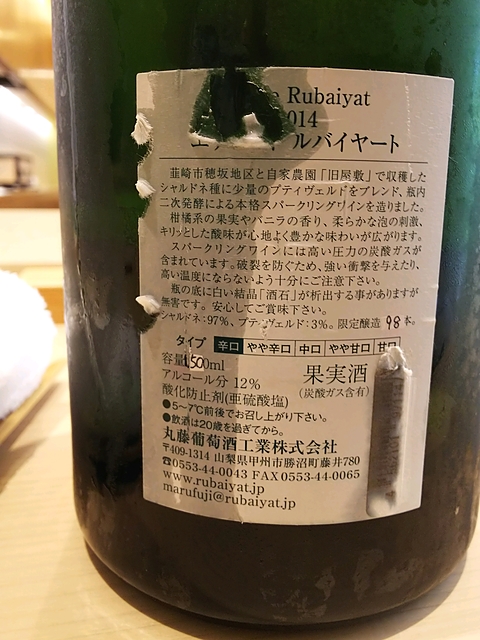 Rubaiyat
014
ルバイヤート
韮崎市穂坂地区と自家農園「旧屋敷」で収穫した
シャルドネ種に少量のプティヴェルドをブレンド、瓶内
二次発酵による本格スパークリングワインを造りました。
柑橘系の果実やバニラの香り、柔らかな泡の刺激、
キリッとした酸味が心地よく豊かな味わいが広がります。
スパークリングワインには高い圧力の炭酸ガスが
含まれています。破裂を防ぐため、強い衝撃を与えたり、
高い温度にならないよう十分にご注意下さい。
瓶の底に白い結晶「酒石」が析出する事がありますが
無害です。安心してご賞味下さい。
シャルドネ:97%、プティヴェルド:3%。限定醸造 98本.
タイプ 辛口 やや辛口 中口 やや甘口 甘口
容量1500ml
アルコール分 12%
果実酒
(炭酸ガス含有)
酸化防止剤(亜硫酸塩)
●5~7℃前後でお召し上がり下さい。
●飲酒は20歳を過ぎてから。
丸藤葡萄酒工業株式会社
〒409-1314 山梨県甲州市勝沼町藤井780
☎0553-44-0043 FAX0553-44-0065
www.rubaiyat.jp
marufuji@rubaiyat.jp